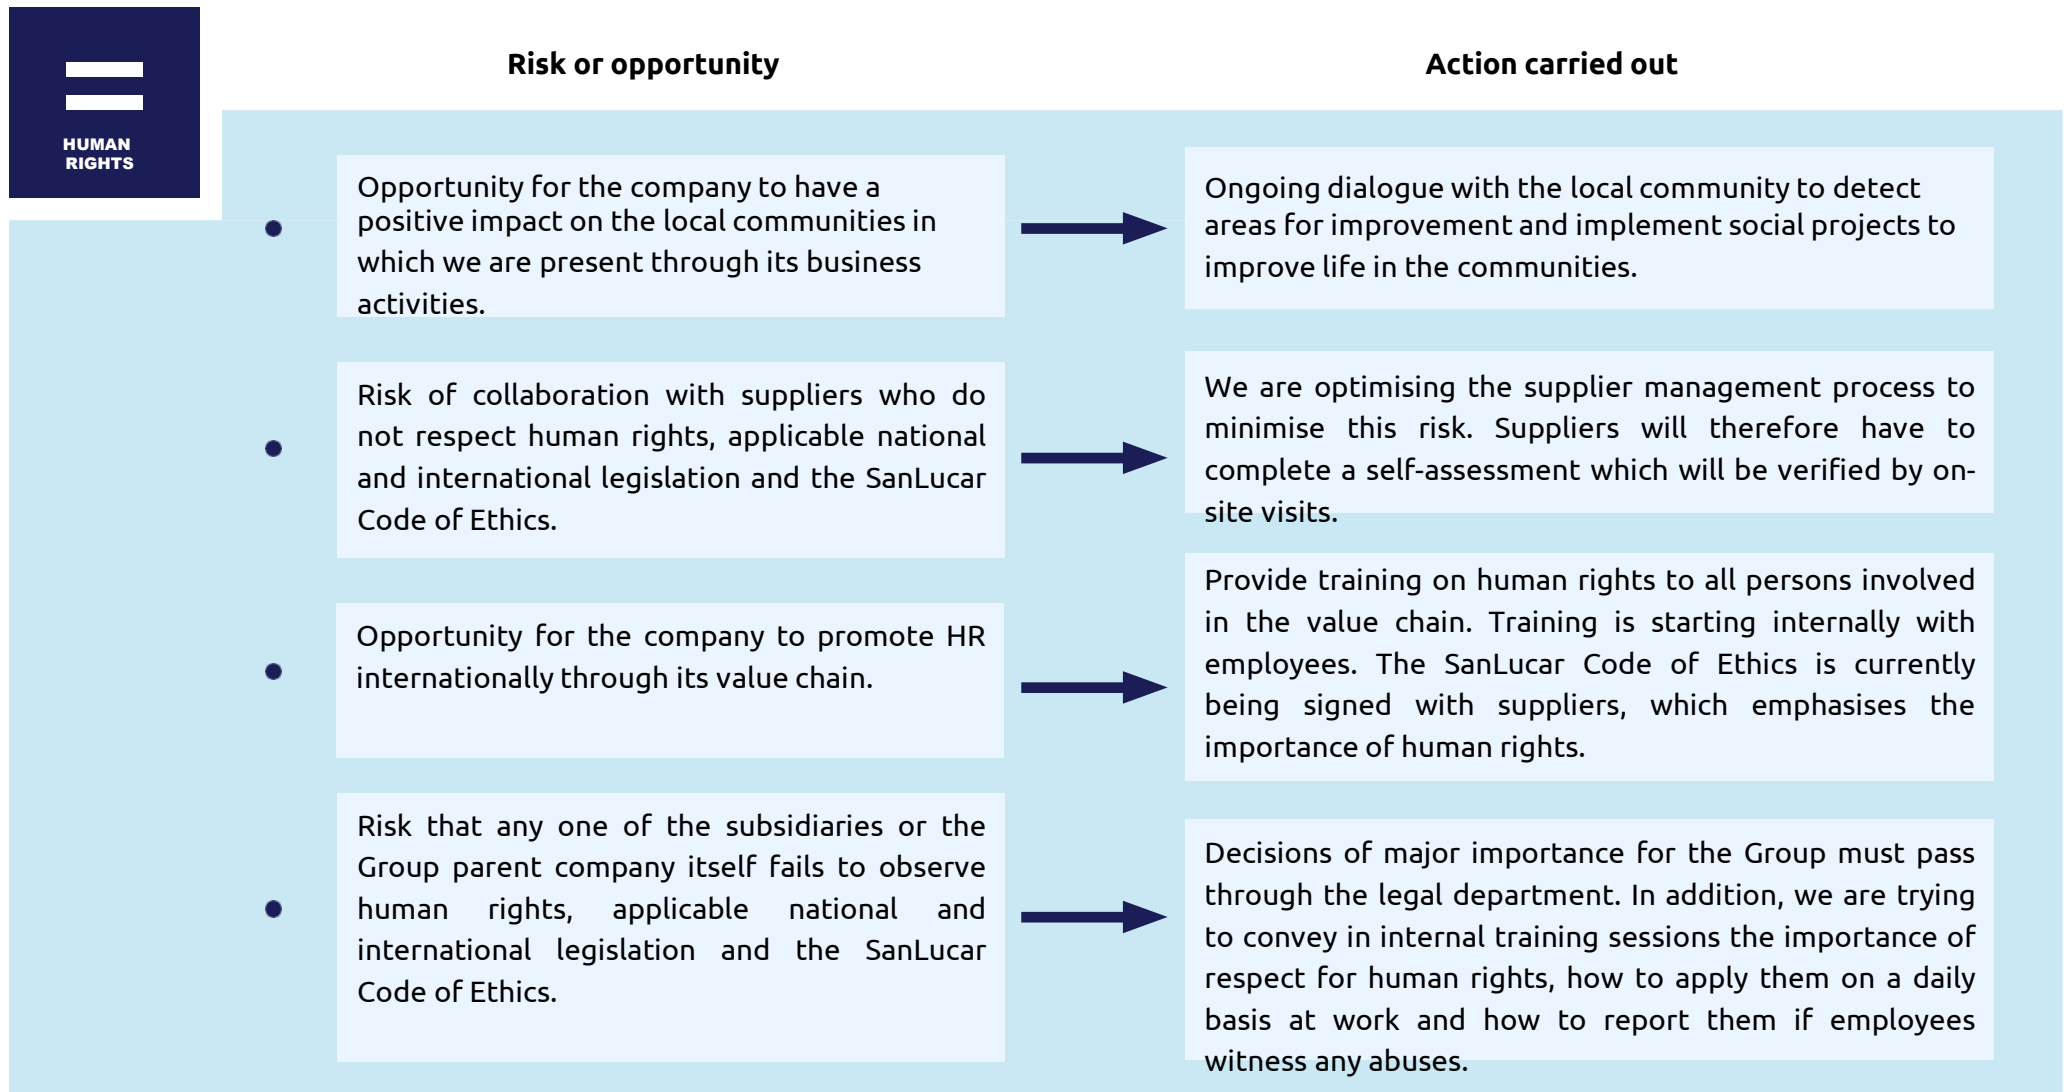 HUMAN
RIGHTS
Risk or opportunity
Action carried out
Opportunity for the company to have a
positive impact on the local communities in
which we are present through its business
activities.
Ongoing dialogue with the local community to detect
areas for improvement and implement social projects to
improve life in the communities.
Risk of collaboration with suppliers who do
not respect human rights, applicable national
and international legislation and the SanLucar
Code of Ethics.
We are optimising the supplier management process to
minimise this risk. Suppliers will therefore have to
complete a self-assessment which will be verified by on-
site visits.
Opportunity for the company to promote HR
internationally through its value chain.
Provide training on human rights to all persons involved
in the value chain. Training is starting internally with
employees. The SanLucar Code of Ethics is currently
being signed with suppliers, which emphasises the
importance of human rights.
Risk that any one of the subsidiaries or the
Group parent company itself fails to observe
human rights, applicable national and
international legislation and the SanLucar
Code of Ethics.
Decisions of major importance for the Group must pass
through the legal department. In addition, we are trying
to convey in internal training sessions the importance of
respect for human rights, how to apply them on a daily
basis at work and how to report them if employees
witness any abuses.